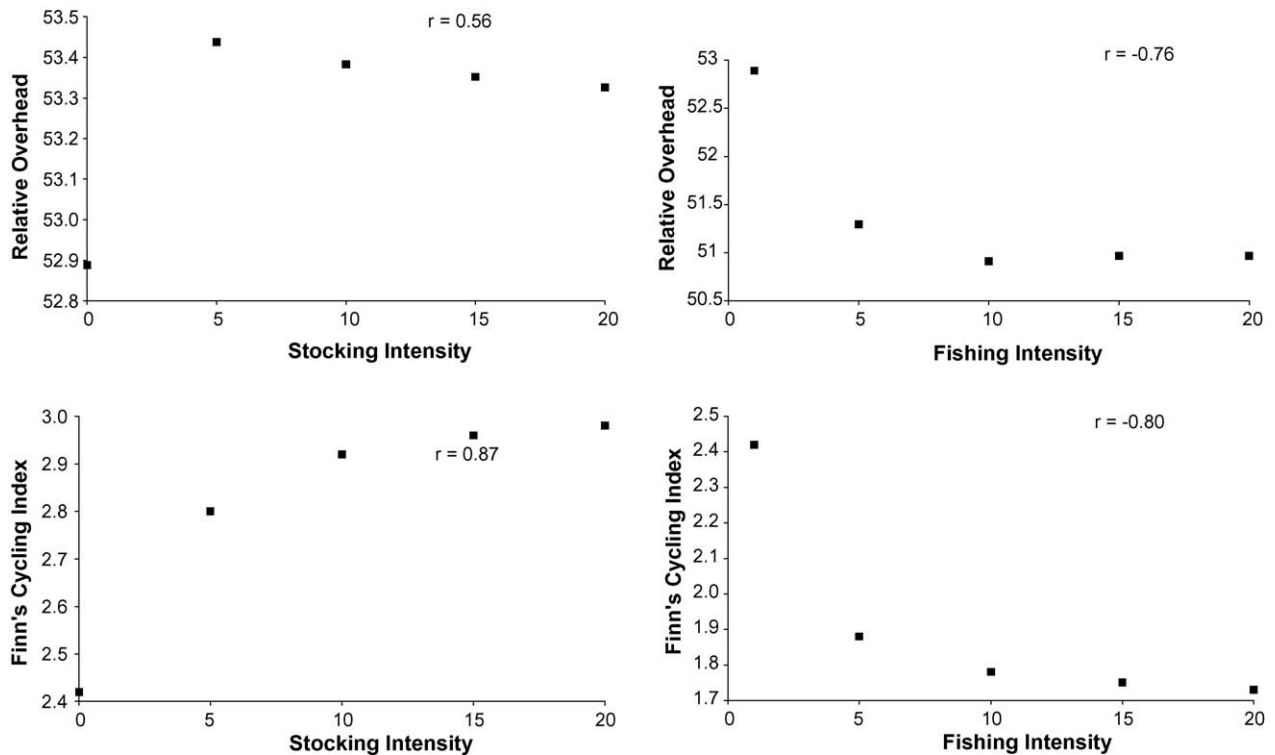 r = 0.56
Relative Overhead
53.5
53.4
53.3
53.2
53.1
53.0
52.9
52.8
0 5 10 15 20
Stocking Intensity
r = -0.76
Relative Overhead
53
52.5
52
51.5
51
50.5
0 5 10 15 20
Fishing Intensity
r = 0.87
Finn's Cycling Index
3.0
2.9
2.8
2.7
2.6
2.5
2.4
0 5 10 15 20
Stocking Intensity
r = -0.80
Finn's Cycling Index
2.5
2.4
2.3
2.2
2.1
2.0
1.9
1.8
1.7
0 5 10 15 20
Fishing Intensity